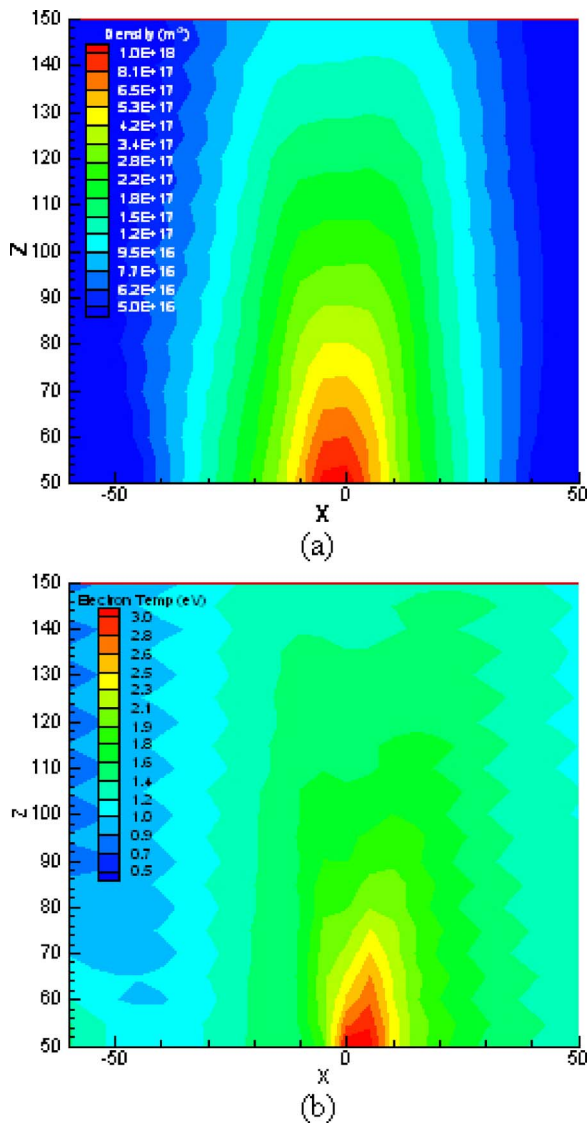 150
140
130
120
110
100
90
80
70
60
50
Z
Density (m⁻³)
1.0E+18
8.1E+17
6.5E+17
5.3E+17
4.2E+17
3.4E+17
2.8E+17
2.2E+17
1.8E+17
1.5E+17
1.2E+17
9.5E+16
7.7E+16
6.2E+16
5.0E+16
-50
0
50
X
(a)
150
140
130
120
110
100
90
80
70
60
50
Z
Electron Temp (eV)
3.0
2.8
2.6
2.5
2.3
2.1
1.9
1.8
1.6
1.4
1.2
1.0
0.9
0.7
0.5
-50
0
50
X
(b)